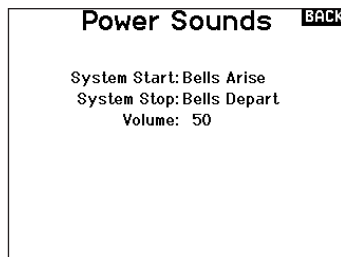 Power Sounds BACK
System Start: Bells Arise
System Stop: Bells Depart
Volume: 50